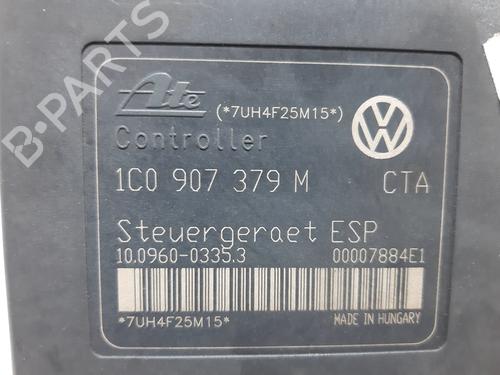 Ate (*7UH4F25M15*)
Controller
1C0 907 379 M CTA
Steuergeraet ESP
10.0960-0335.3 00007884E1
*7UH4F25M15* MADE IN HUNGARY
B-PARTS